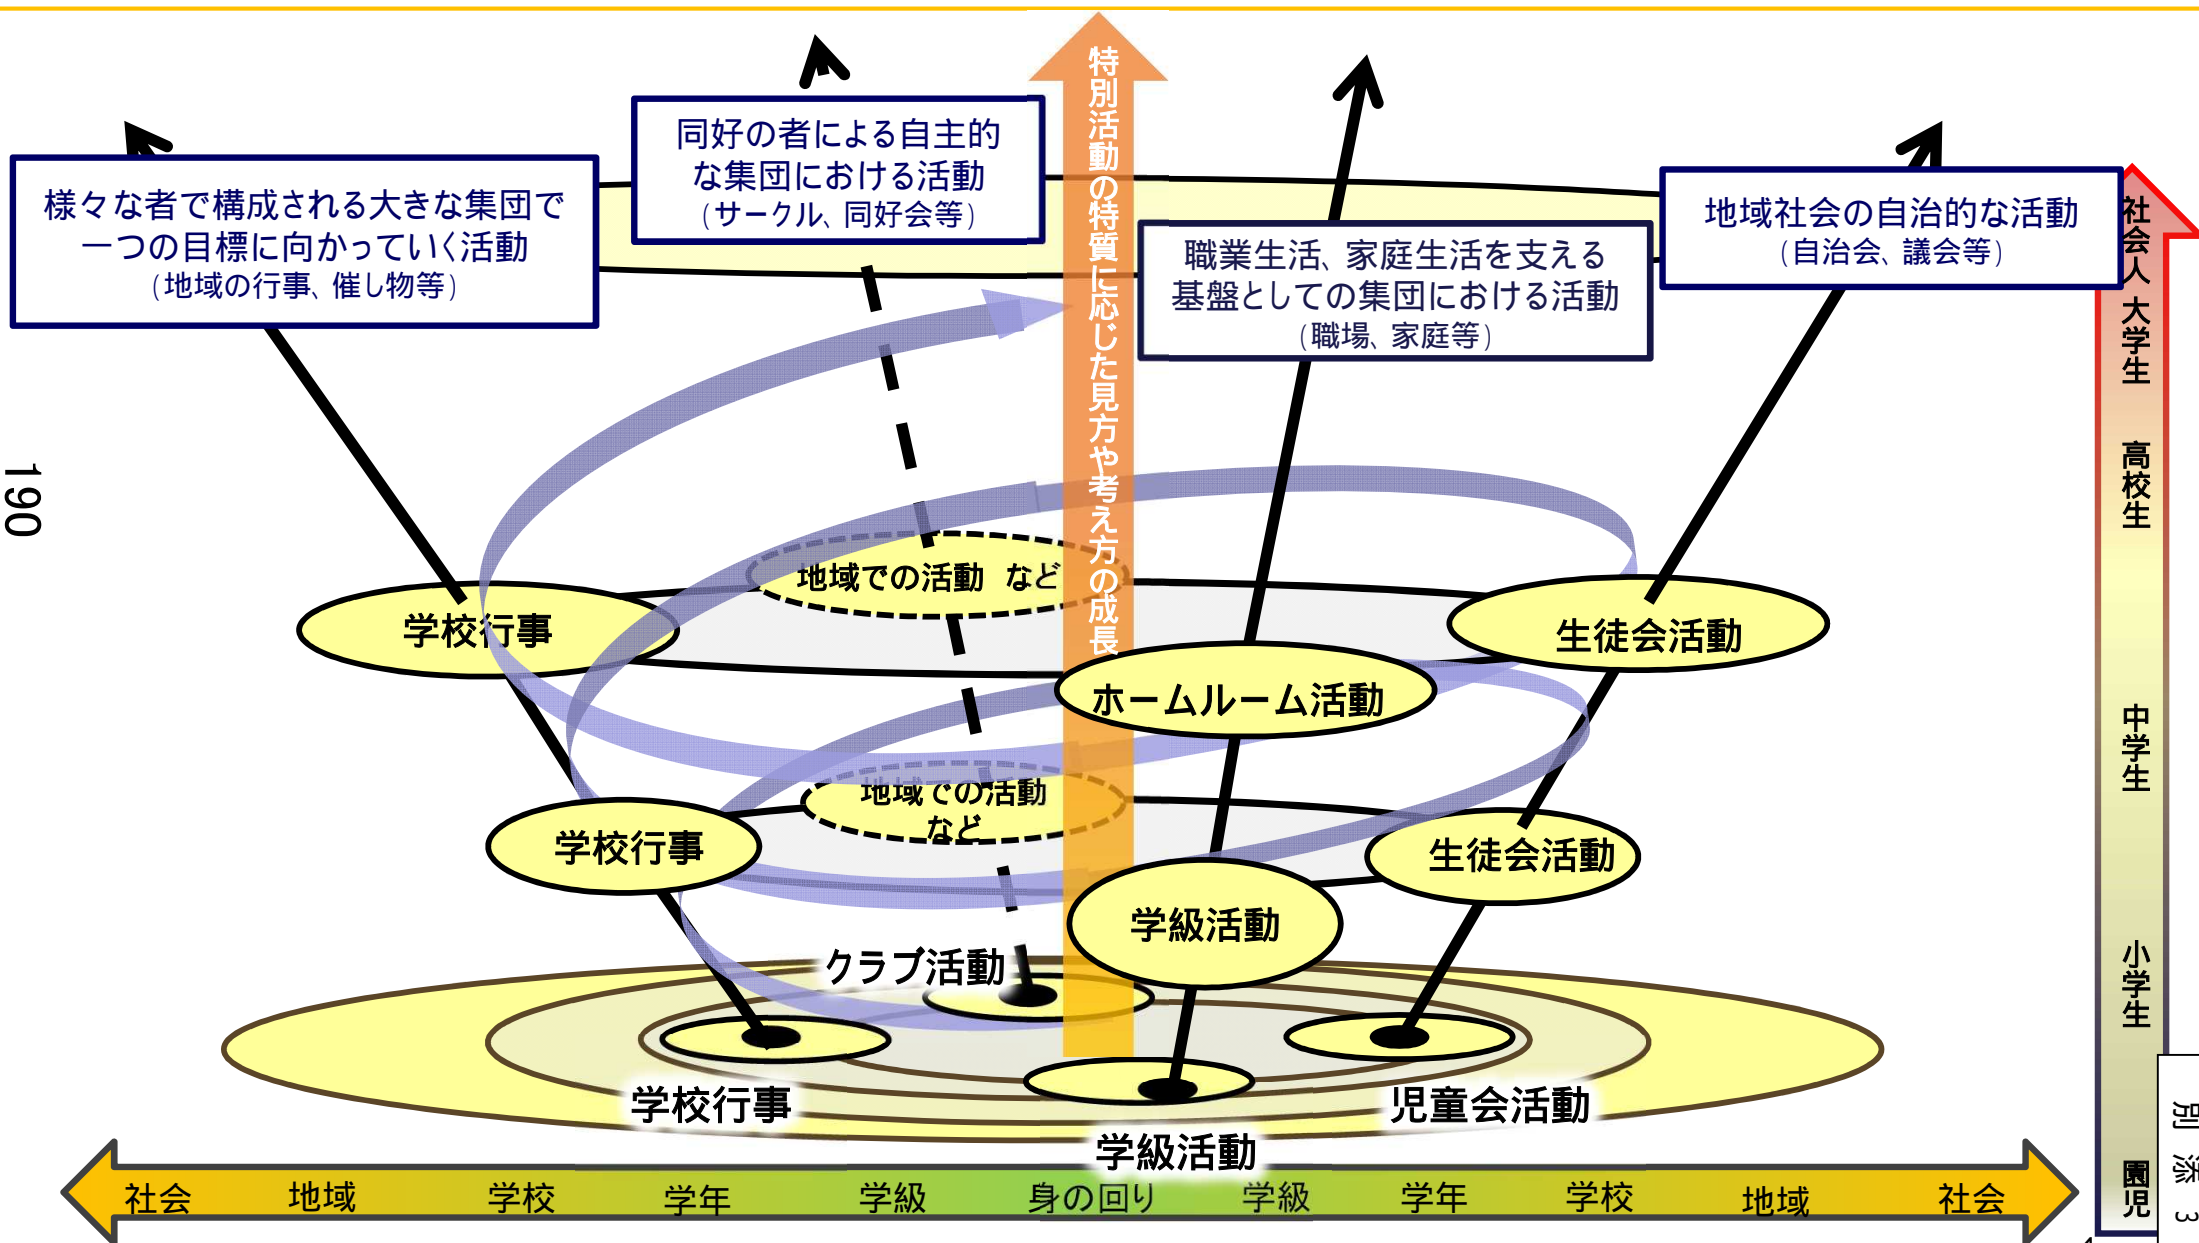 特別活動の特質に応じた見方や考え方の成長
同好の者による自主的
な集団における活動
(サークル、同好会等)
様々な者で構成される大きな集団で
一つの目標に向かっていく活動
(地域の行事、催し物等)
職業生活、家庭生活を支える
基盤としての集団における活動
(職場、家庭等)
地域社会の自治的な活動
(自治会、議会等)
社会人
大学生
高校生
中学生
小学生
園児
190
地域での活動 など
学校行事
生徒会活動
ホームルーム活動
地域での活動
など
学校行事
生徒会活動
学級活動
クラブ活動
学校行事
児童会活動
学級活動
社会 地域 学校 学年 学級 身の回り 学級 学年 学校 地域 社会
別添3